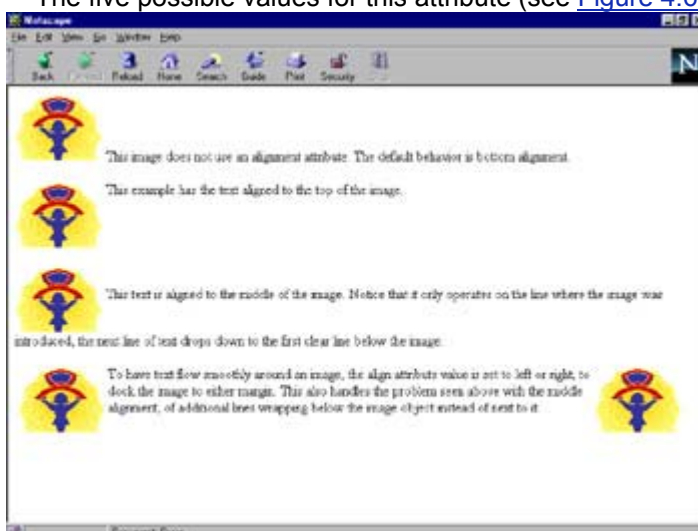 The five possible values for this attribute (see Figure 4.6
Netscape
File Edit View Go Window Help
Back Reload Home Search Guide Print Security
N
This image does not use an alignment attribute. The default behavior is bottom alignment.
This example has the text aligned to the top of the image.
This text is aligned to the middle of the image. Notice that it only operates on the line where the image was
introduced, the next line of text drops down to the first clear line below the image.
To have text flow smoothly around an image, the align attribute value is set to left or right, to
dock the image to either margin. This also handles the problem seen above with the middle
alignment, of additional lines wrapping below the image object instead of next to it.